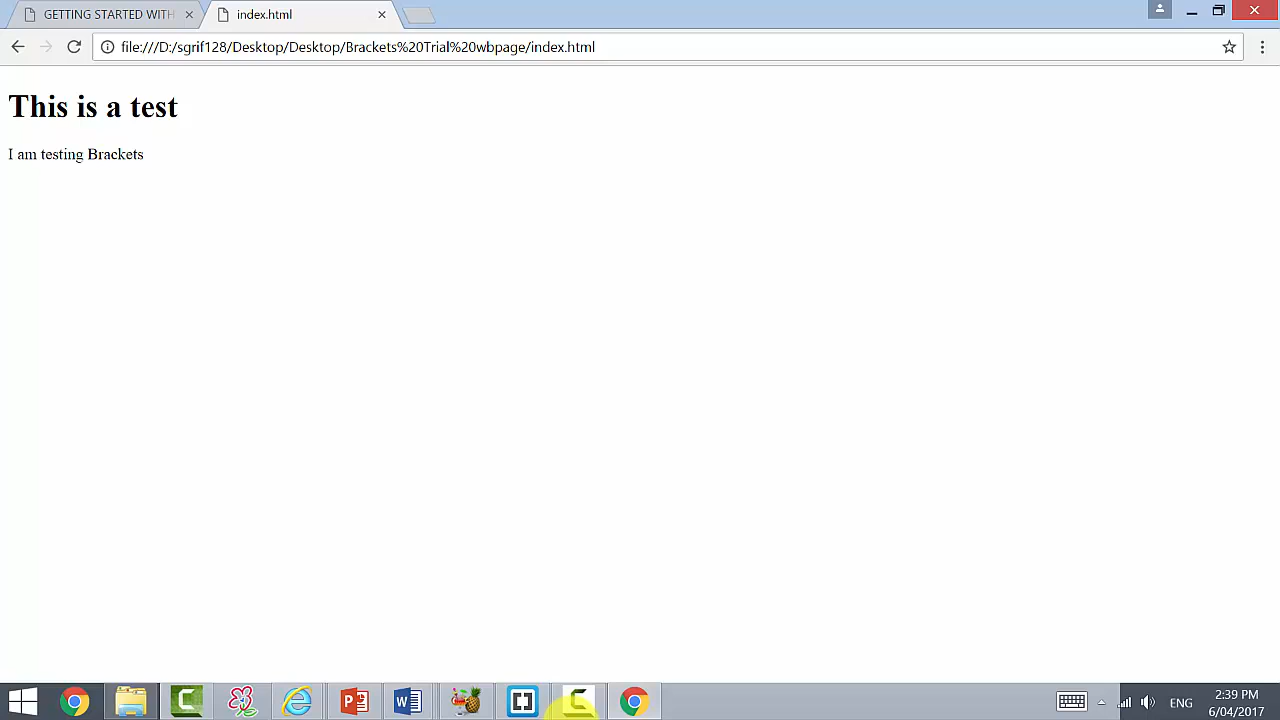 GETTING STARTED WITH
index.html
file:///D:/sgrif128/Desktop/Desktop/Brackets%20Trial%20wbpage/index.html
This is a test
I am testing Brackets
ENG
2:39 PM
6/04/2017